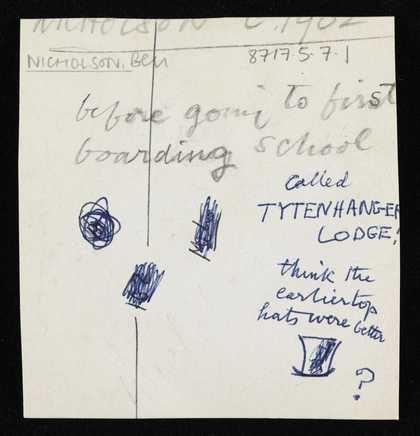 NICHOLSON C.1902
NICHOLSON. Ben 8717 5.7.1
before going to first
boarding school
called
TYTENHANGER
LODGE!
think the
earlier top
hats were better
?